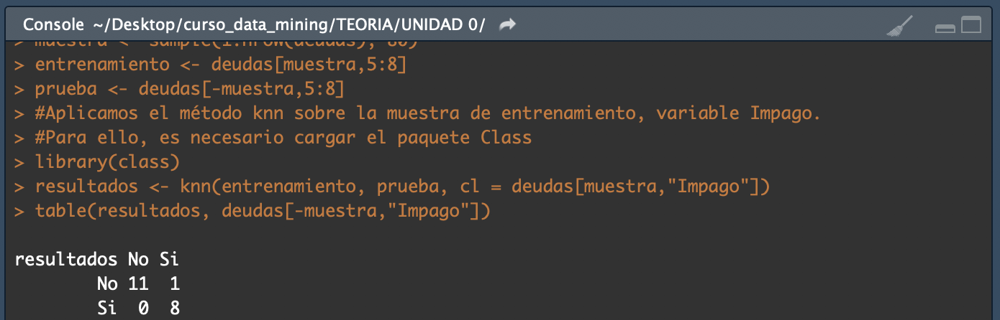 Console ~/Desktop/curso_data_mining/TEORIA/UNIDAD 0/
> muestra <- sample(1:nrow(deudas), 80)
> entrenamiento <- deudas[muestra,5:8]
> prueba <- deudas[-muestra,5:8]
> #Aplicamos el método knn sobre la muestra de entrenamiento, variable Impago.
> #Para ello, es necesario cargar el paquete Class
> library(class)
> resultados <- knn(entrenamiento, prueba, cl = deudas[muestra,"Impago"])
> table(resultados, deudas[-muestra,"Impago"])
resultados No Si
No 11 1
Si 0 8